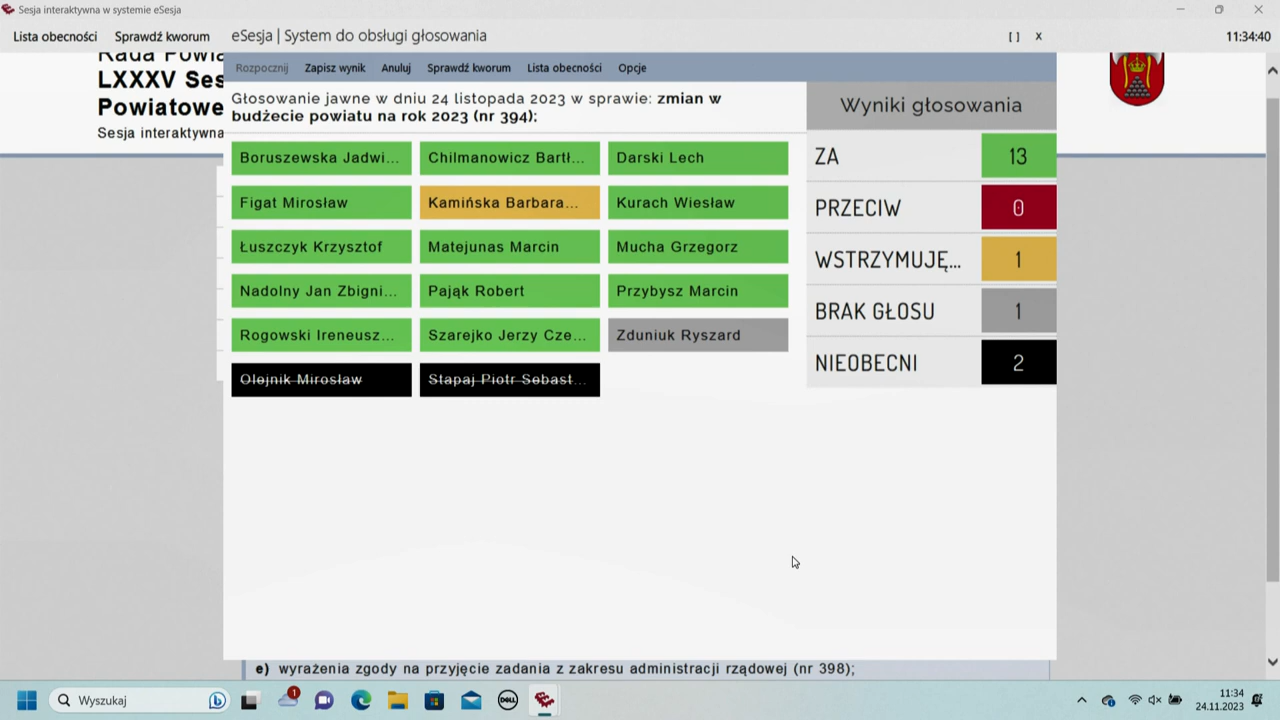 Sesja interaktywna w systemie eSesja
Lista obecności Sprawdź kworum eSesja | System do obsługi głosowania [ ] x 11:34:40
Rada Powia
LXXXV Ses
Powiatowe
Sesja interaktywna
Rozpocznij Zapisz wynik Anuluj Sprawdź kworum Lista obecności Opcje
Głosowanie jawne w dniu 24 listopada 2023 w sprawie: zmian w
budżecie powiatu na rok 2023 (nr 394);
Wyniki głosowania
Boruszewska Jadwi... Chilmanowicz Bartł... Darski Lech
Figat Mirosław Kamińska Barbara... Kurach Wiesław
Łuszczyk Krzysztof Matejunas Marcin Mucha Grzegorz
Nadolny Jan Zbigni... Pająk Robert Przybysz Marcin
Rogowski Ireneusz... Szarejko Jerzy Cze... Zduniuk Ryszard
Olejnik Mirosław Stapaj Piotr Sebast...
ZA 13
PRZECIW 0
WSTRZYMUJĘ... 1
BRAK GŁOSU 1
NIEOBECNI 2
e) wyrażenia zgody na przyjęcie zadania z zakresu administracji rządowej (nr 398);
Wyszukaj
1
DELL
11:34
24.11.2023